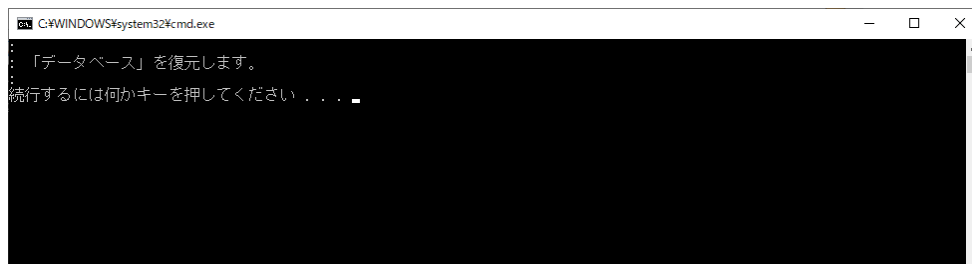 C:¥WINDOWS¥system32¥cmd.exe
:
: 「データベース」を復元します。
:
続行するには何かキーを押してください . . .